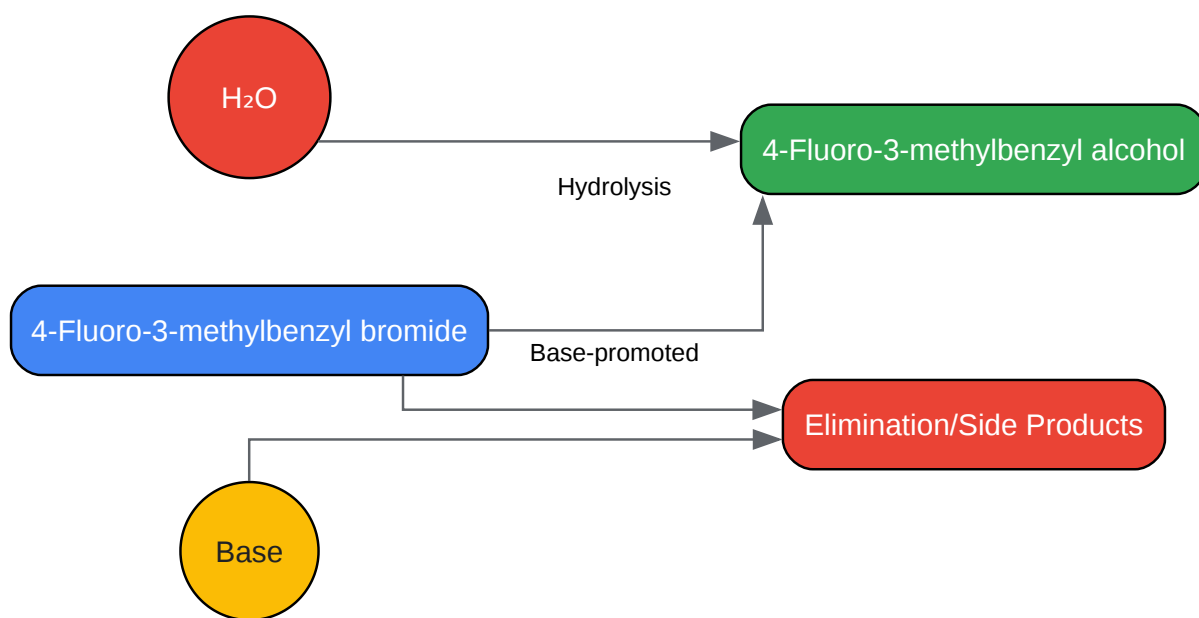 H₂O
4-Fluoro-3-methylbenzyl alcohol
Hydrolysis
4-Fluoro-3-methylbenzyl bromide
Base-promoted
Elimination/Side Products
Base